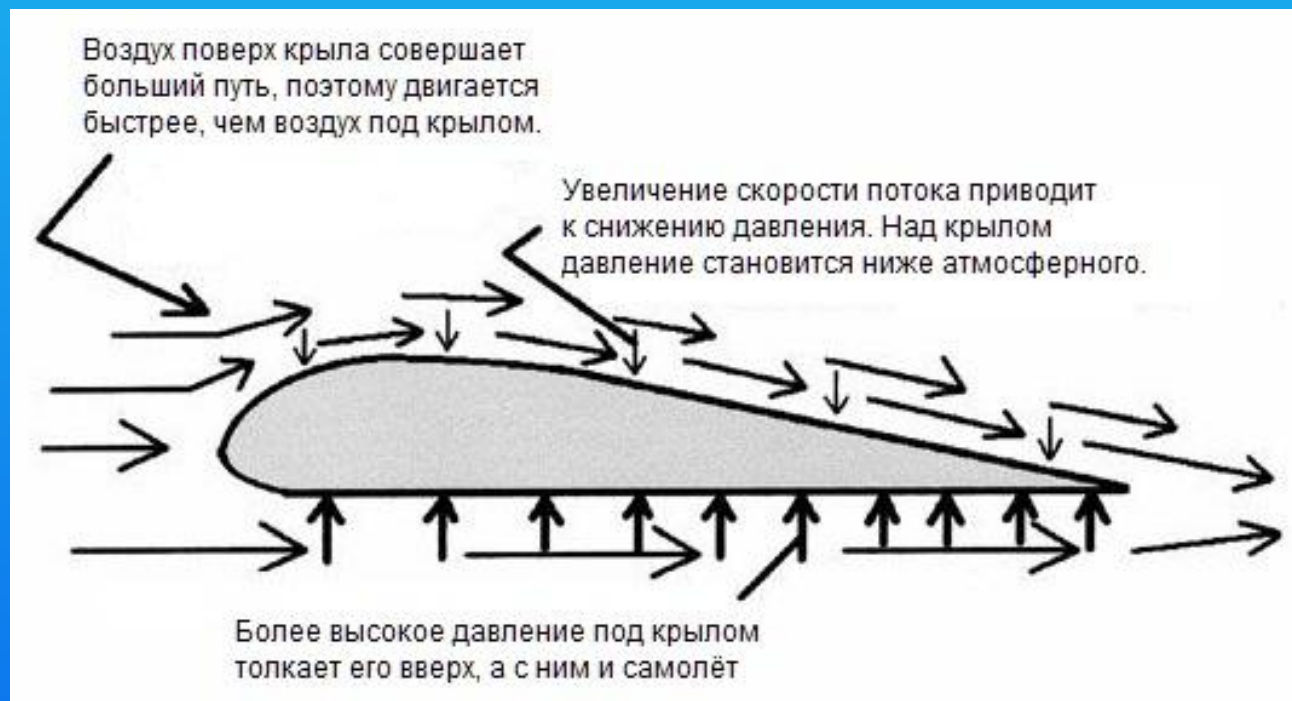 Воздух поверх крыла совершает
больший путь, поэтому двигается
быстрее, чем воздух под крылом.
Увеличение скорости потока приводит
к снижению давления. Над крылом
давление становится ниже атмосферного.
Более высокое давление под крылом
толкает его вверх, а с ним и самолёт